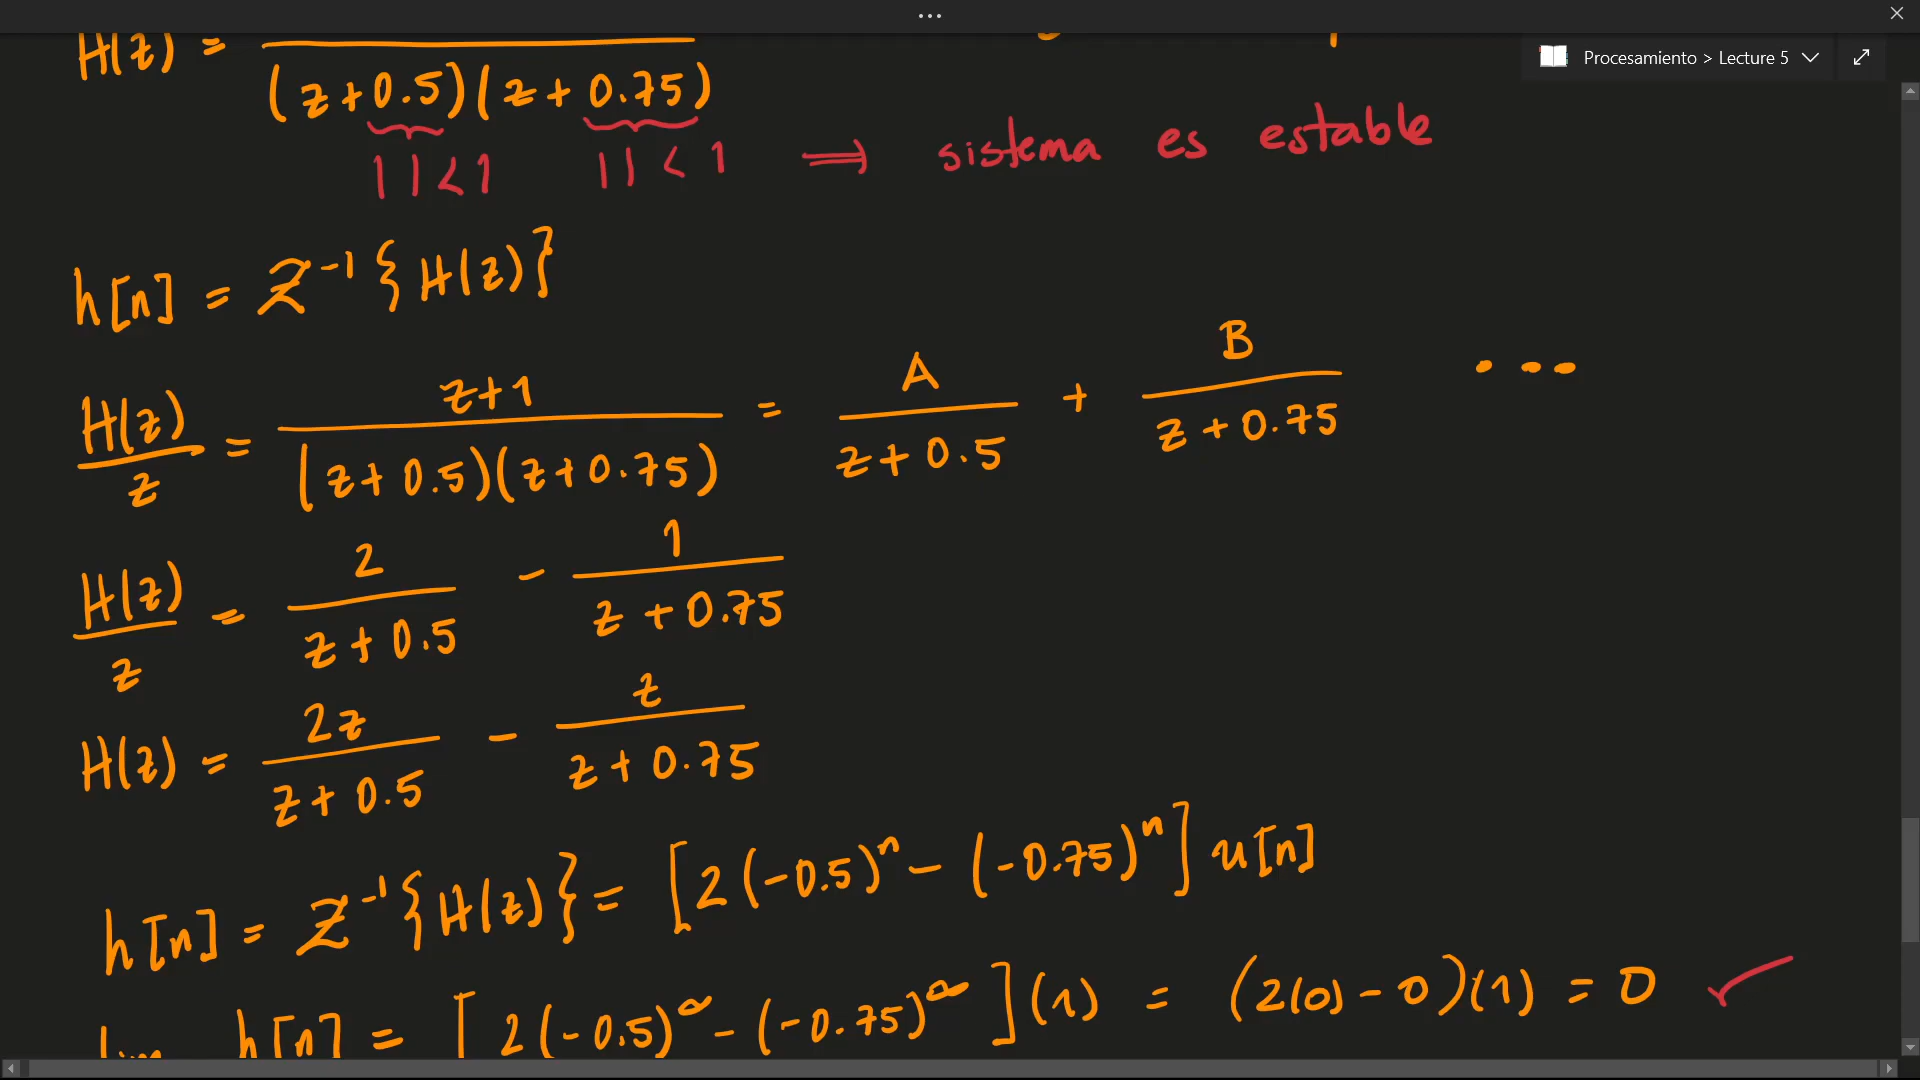 Procesamiento > Lecture 5
H(z) = ———
(z+0.5)(z+0.75)
| | < 1   | | < 1   ⟹ sistema es estable
h[n] = Z⁻¹{H(z)}
H(z)/z = (z+1)/((z+0.5)(z+0.75)) = A/(z+0.5) + B/(z+0.75) ...
H(z)/z = 2/(z+0.5) - 1/(z+0.75)
H(z) = 2z/(z+0.5) - z/(z+0.75)
h[n] = Z⁻¹{H(z)} = [2(-0.5)ⁿ - (-0.75)ⁿ] u[n]
lim h[n] = [2(-0.5)^∞ - (-0.75)^∞](1) = (2(0) - 0)(1) = 0 ✓